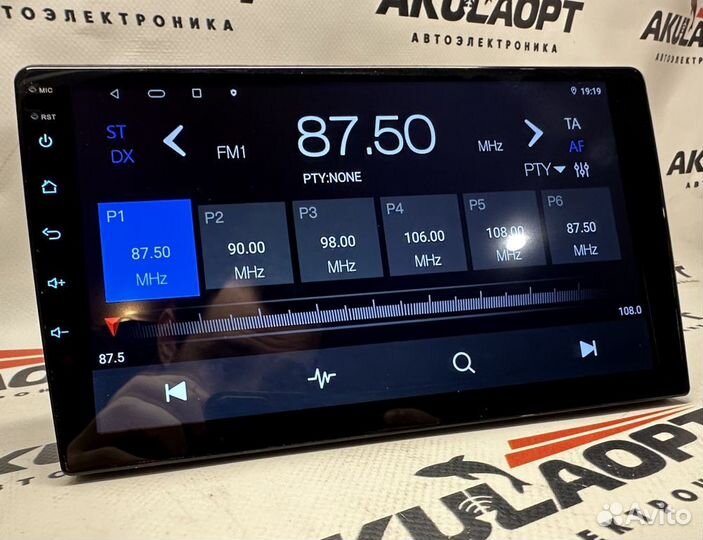 AKULAOPT
АВТОЭЛЕКТРОНИКА
АВТОЭЛЕКТРОНИКА
MIC
RST
19:19
ST
DX
FM1
87.50
MHz
TA
AF
PTY:NONE
PTY
P1
87.50
MHz
P2
90.00
MHz
P3
98.00
MHz
P4
106.00
MHz
P5
108.00
MHz
P6
87.50
MHz
87.5
108.0
AKULAOPT
АВТОЭЛЕКТРОНИКА
Avito